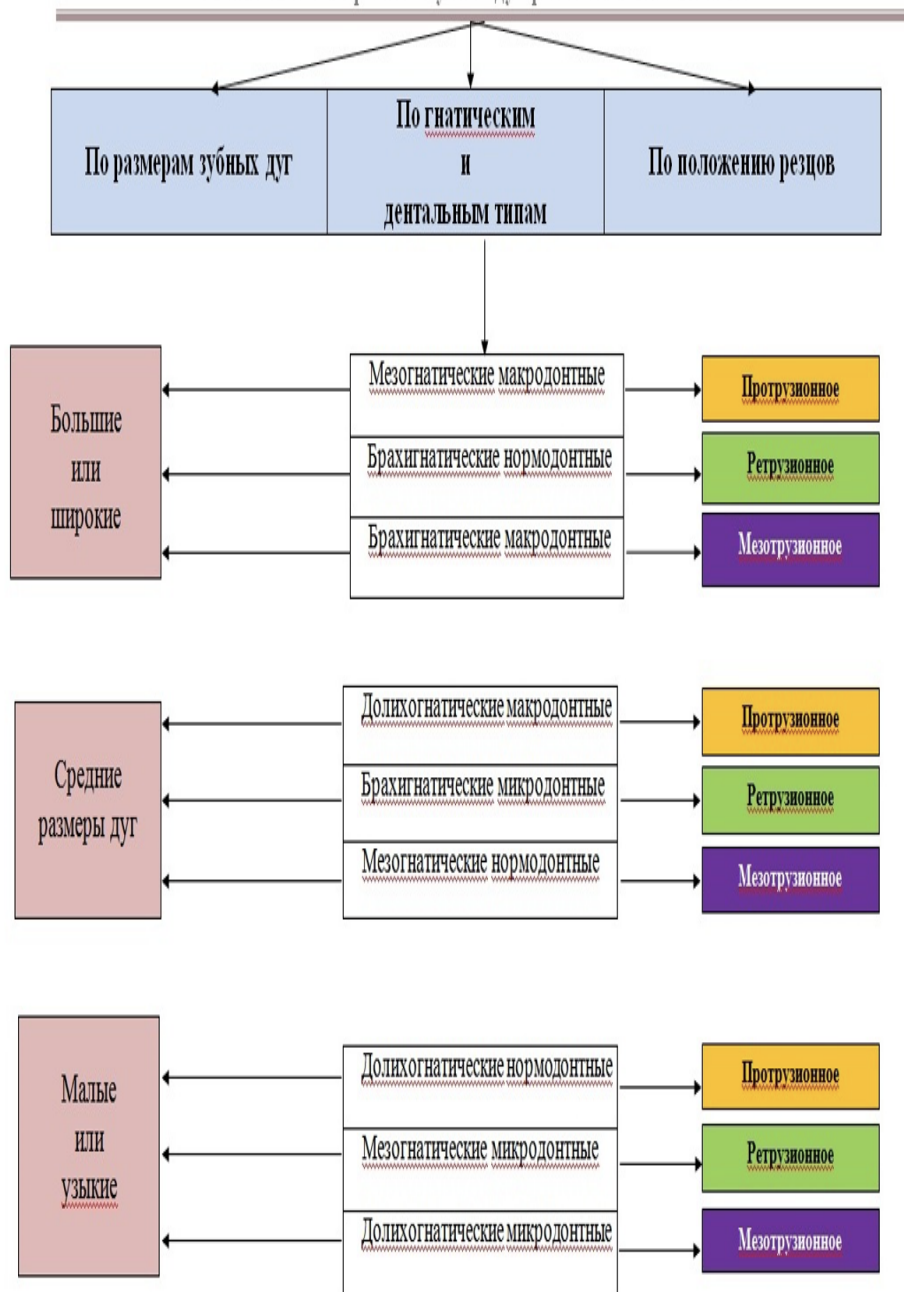 По размерам зубных дуг
По гнатическим
и
дентальным типам
По положению резцов
Большие
или
широкие
Мезогнатические макродонтные
Брахигнатические нормодонтные
Брахигнатические макродонтные
Протрузионное
Ретрузионное
Мезотрузионное
Средние
размеры дуг
Долихогнатические макродонтные
Брахигнатические микродонтные
Мезогнатические нормодонтные
Протрузионное
Ретрузионное
Мезотрузионное
Малые
или
узыкие
Долихогнатические нормодонтные
Мезогнатические микродонтные
Долихогнатические микродонтные
Протрузионное
Ретрузионное
Мезотрузионное